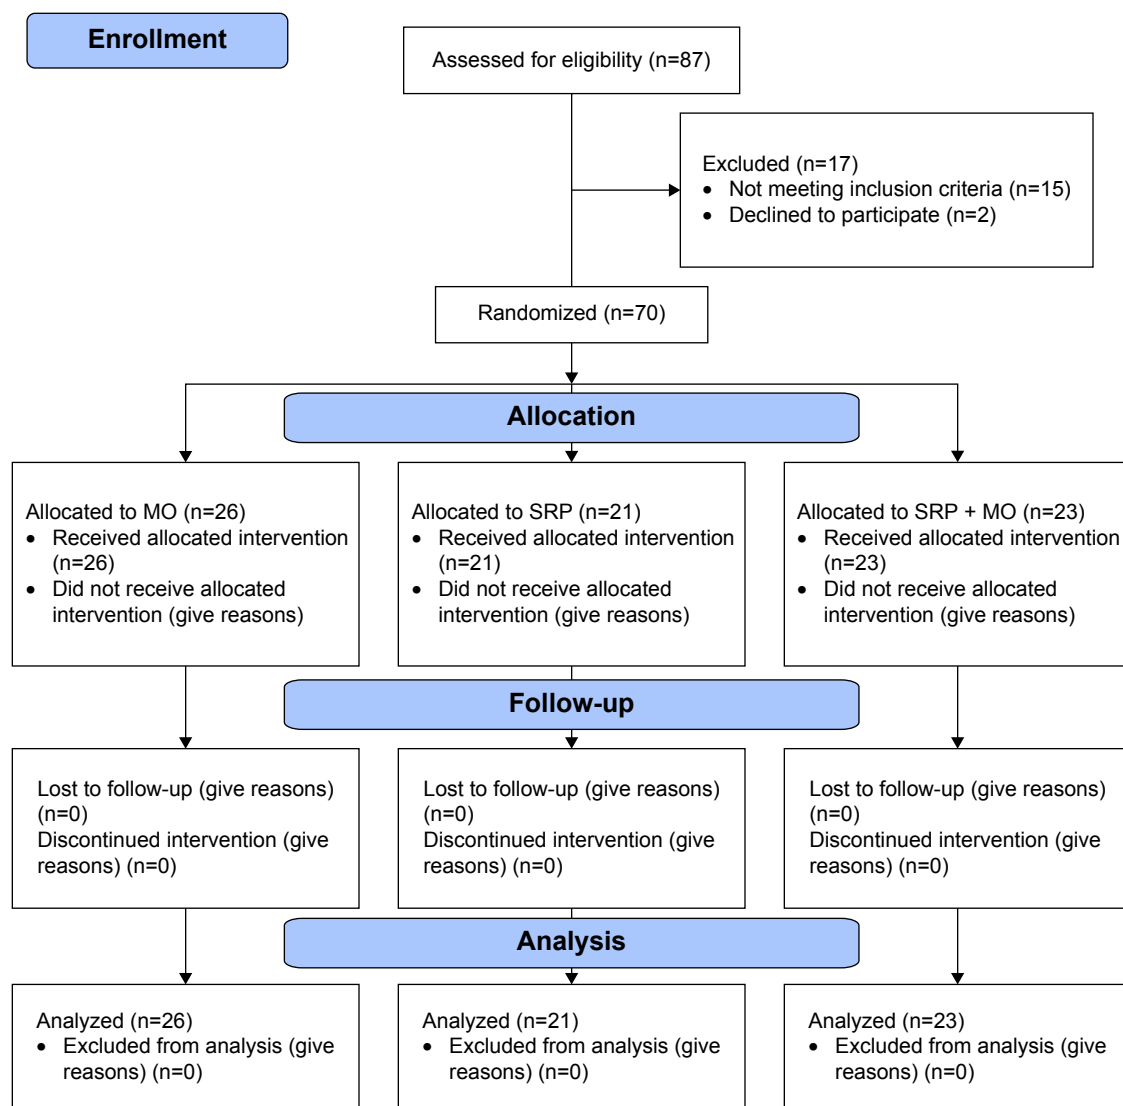 Enrollment
Assessed for eligibility (n=87)
Excluded (n=17)
• Not meeting inclusion criteria (n=15)
• Declined to participate (n=2)
Randomized (n=70)
Allocation
Allocated to MO (n=26)
• Received allocated intervention
(n=26)
• Did not receive allocated
intervention (give reasons)
Allocated to SRP (n=21)
• Received allocated intervention
(n=21)
• Did not receive allocated
intervention (give reasons)
Allocated to SRP + MO (n=23)
• Received allocated intervention
(n=23)
• Did not receive allocated
intervention (give reasons)
Follow-up
Lost to follow-up (give reasons)
(n=0)
Discontinued intervention (give
reasons) (n=0)
Lost to follow-up (give reasons)
(n=0)
Discontinued intervention (give
reasons) (n=0)
Lost to follow-up (give reasons)
(n=0)
Discontinued intervention (give
reasons) (n=0)
Analysis
Analyzed (n=26)
• Excluded from analysis (give
reasons) (n=0)
Analyzed (n=21)
• Excluded from analysis (give
reasons) (n=0)
Analyzed (n=23)
• Excluded from analysis (give
reasons) (n=0)